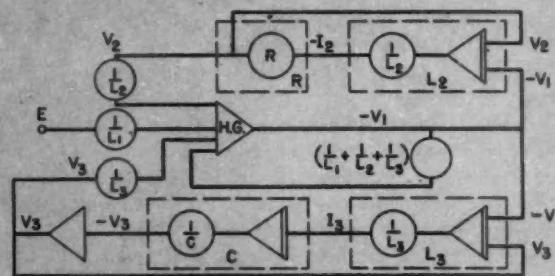 V2
R
R
-I2
1/L2
L2
V2
-V1
1/L2
E
1/L1
H.G.
-V1
(1/L1 + 1/L2 + 1/L3)
V3
1/L3
V3
-V3
1/C
C
I3
1/L3
L3
-V
V3